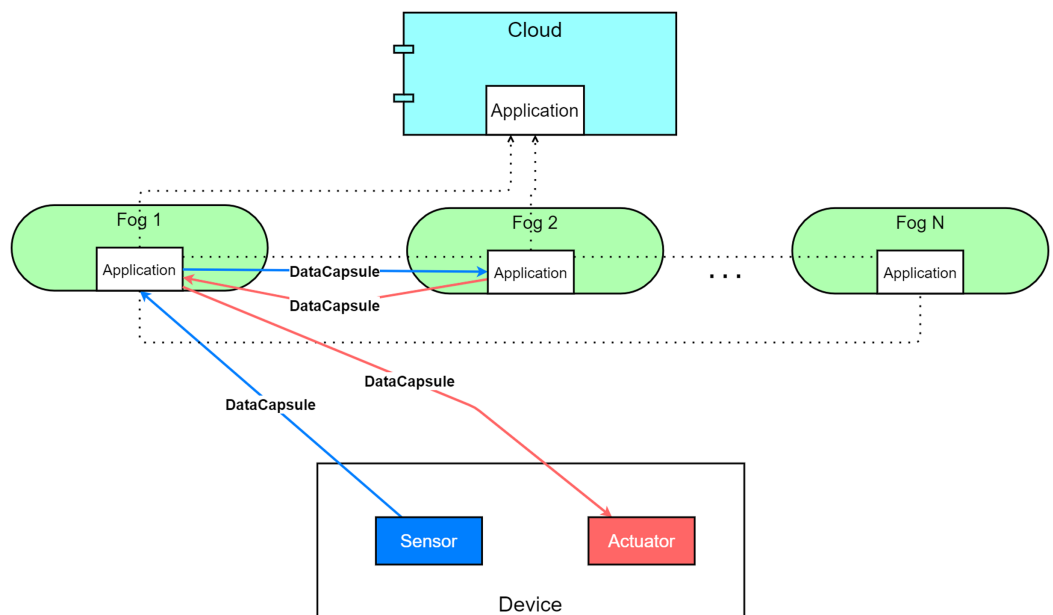 Cloud
Application
Fog 1
Fog 2
Fog N
Application
DataCapsule
Application
...
Application
DataCapsule
DataCapsule
DataCapsule
Sensor
Actuator
Device